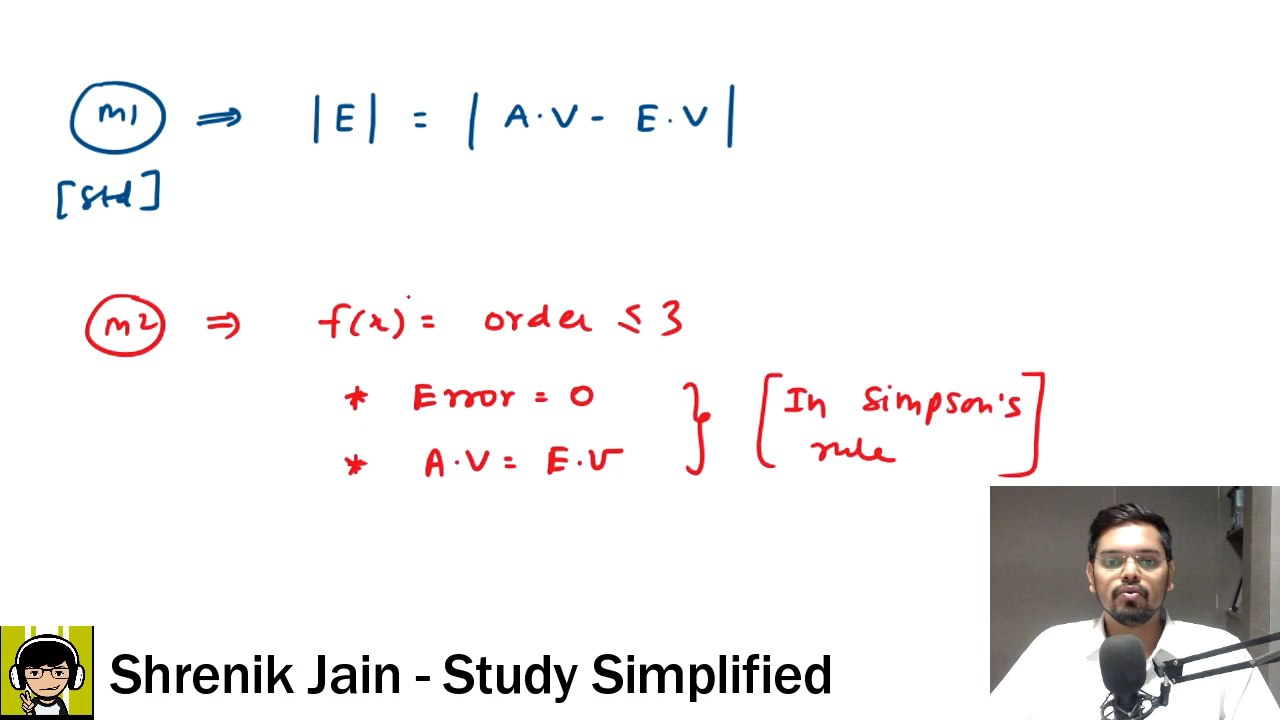 M1 ⇒ |E| = | A.V - E.V |
[Std]
M2 ⇒ f(x) = order ≤ 3
* Error = 0
* A.V = E.V
[In Simpson's
rule]
Shrenik Jain - Study Simplified